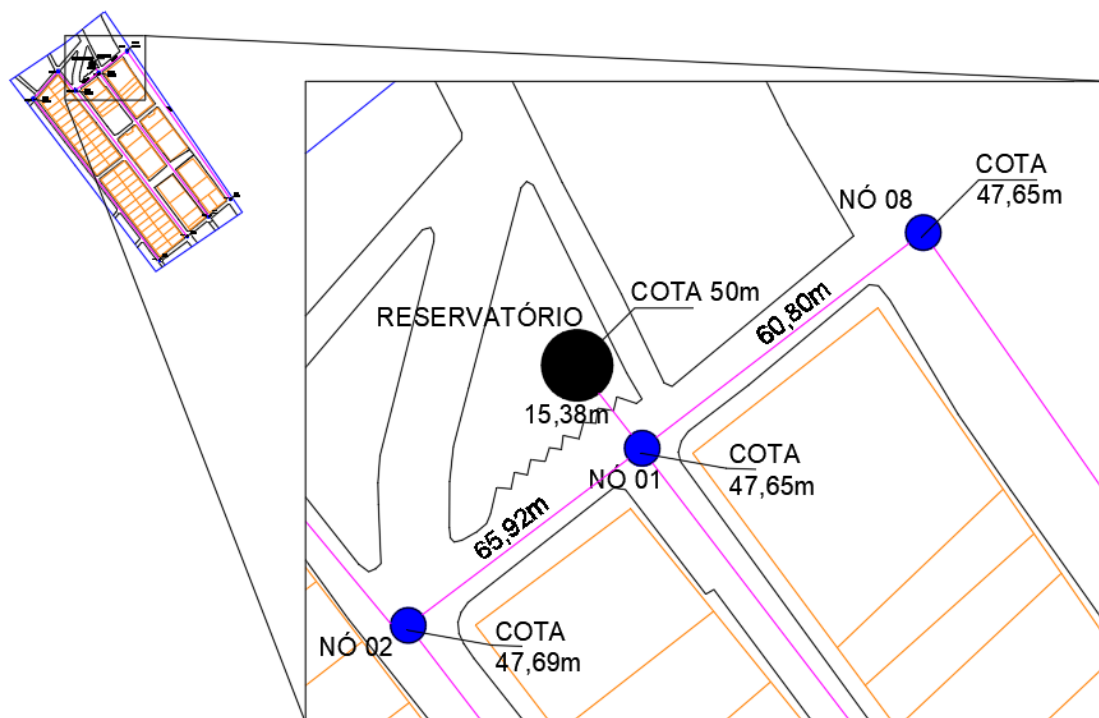 COTA
47,65m
NÓ 08
COTA 50m
RESERVATÓRIO
60,80m
15,38m
COTA
47,65m
NÓ 01
65,92m
COTA
47,69m
NÓ 02